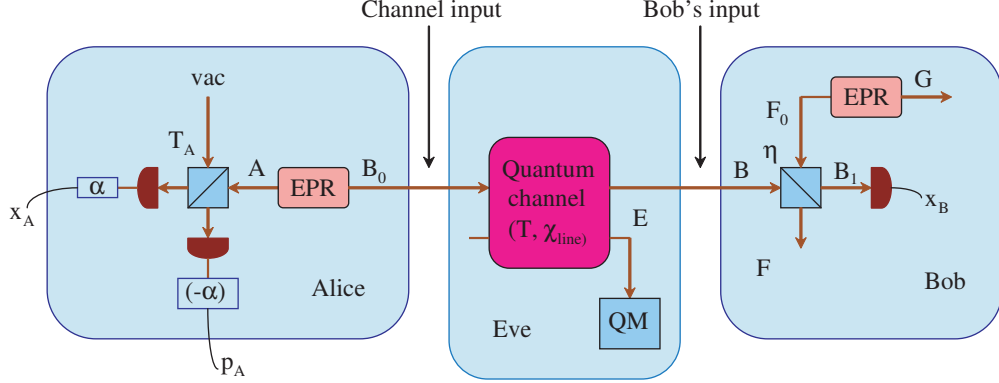 Channel input
Bob's input
vac
T_A
α
x_A
A
EPR
B_0
(-α)
p_A
Alice
Quantum
channel
(T, χ_line)
E
QM
Eve
EPR
G
F_0
η
B
B_1
x_B
F
Bob